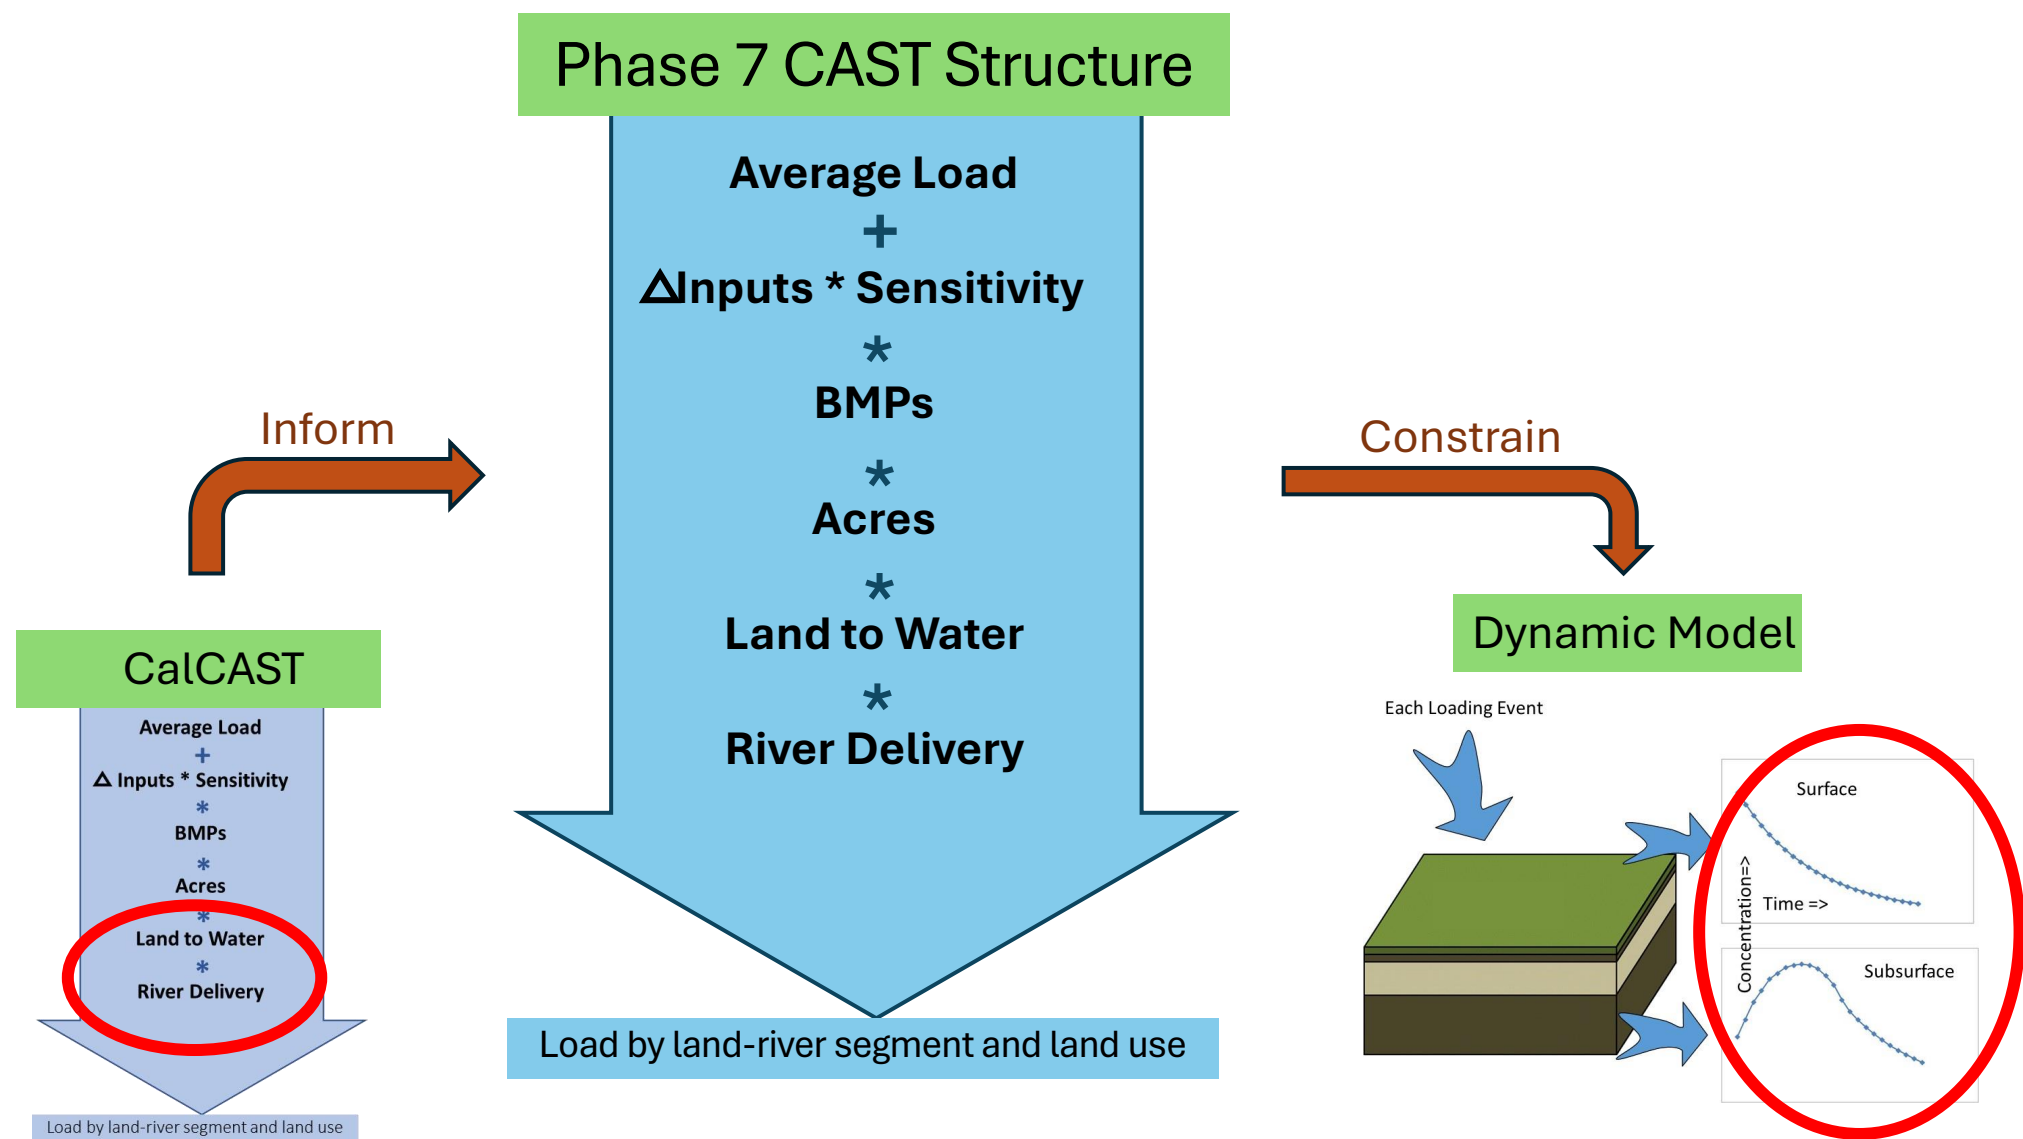 Phase 7 CAST Structure
Average Load
+
ΔInputs * Sensitivity
*
BMPs
*
Acres
*
Land to Water
*
River Delivery
Load by land-river segment and land use
Inform
CalCAST
Average Load
+
Δ Inputs * Sensitivity
*
BMPs
*
Acres
*
Land to Water
*
River Delivery
Load by land-river segment and land use
Constrain
Dynamic Model
Each Loading Event
Surface
Concentration=>
Time =>
Subsurface